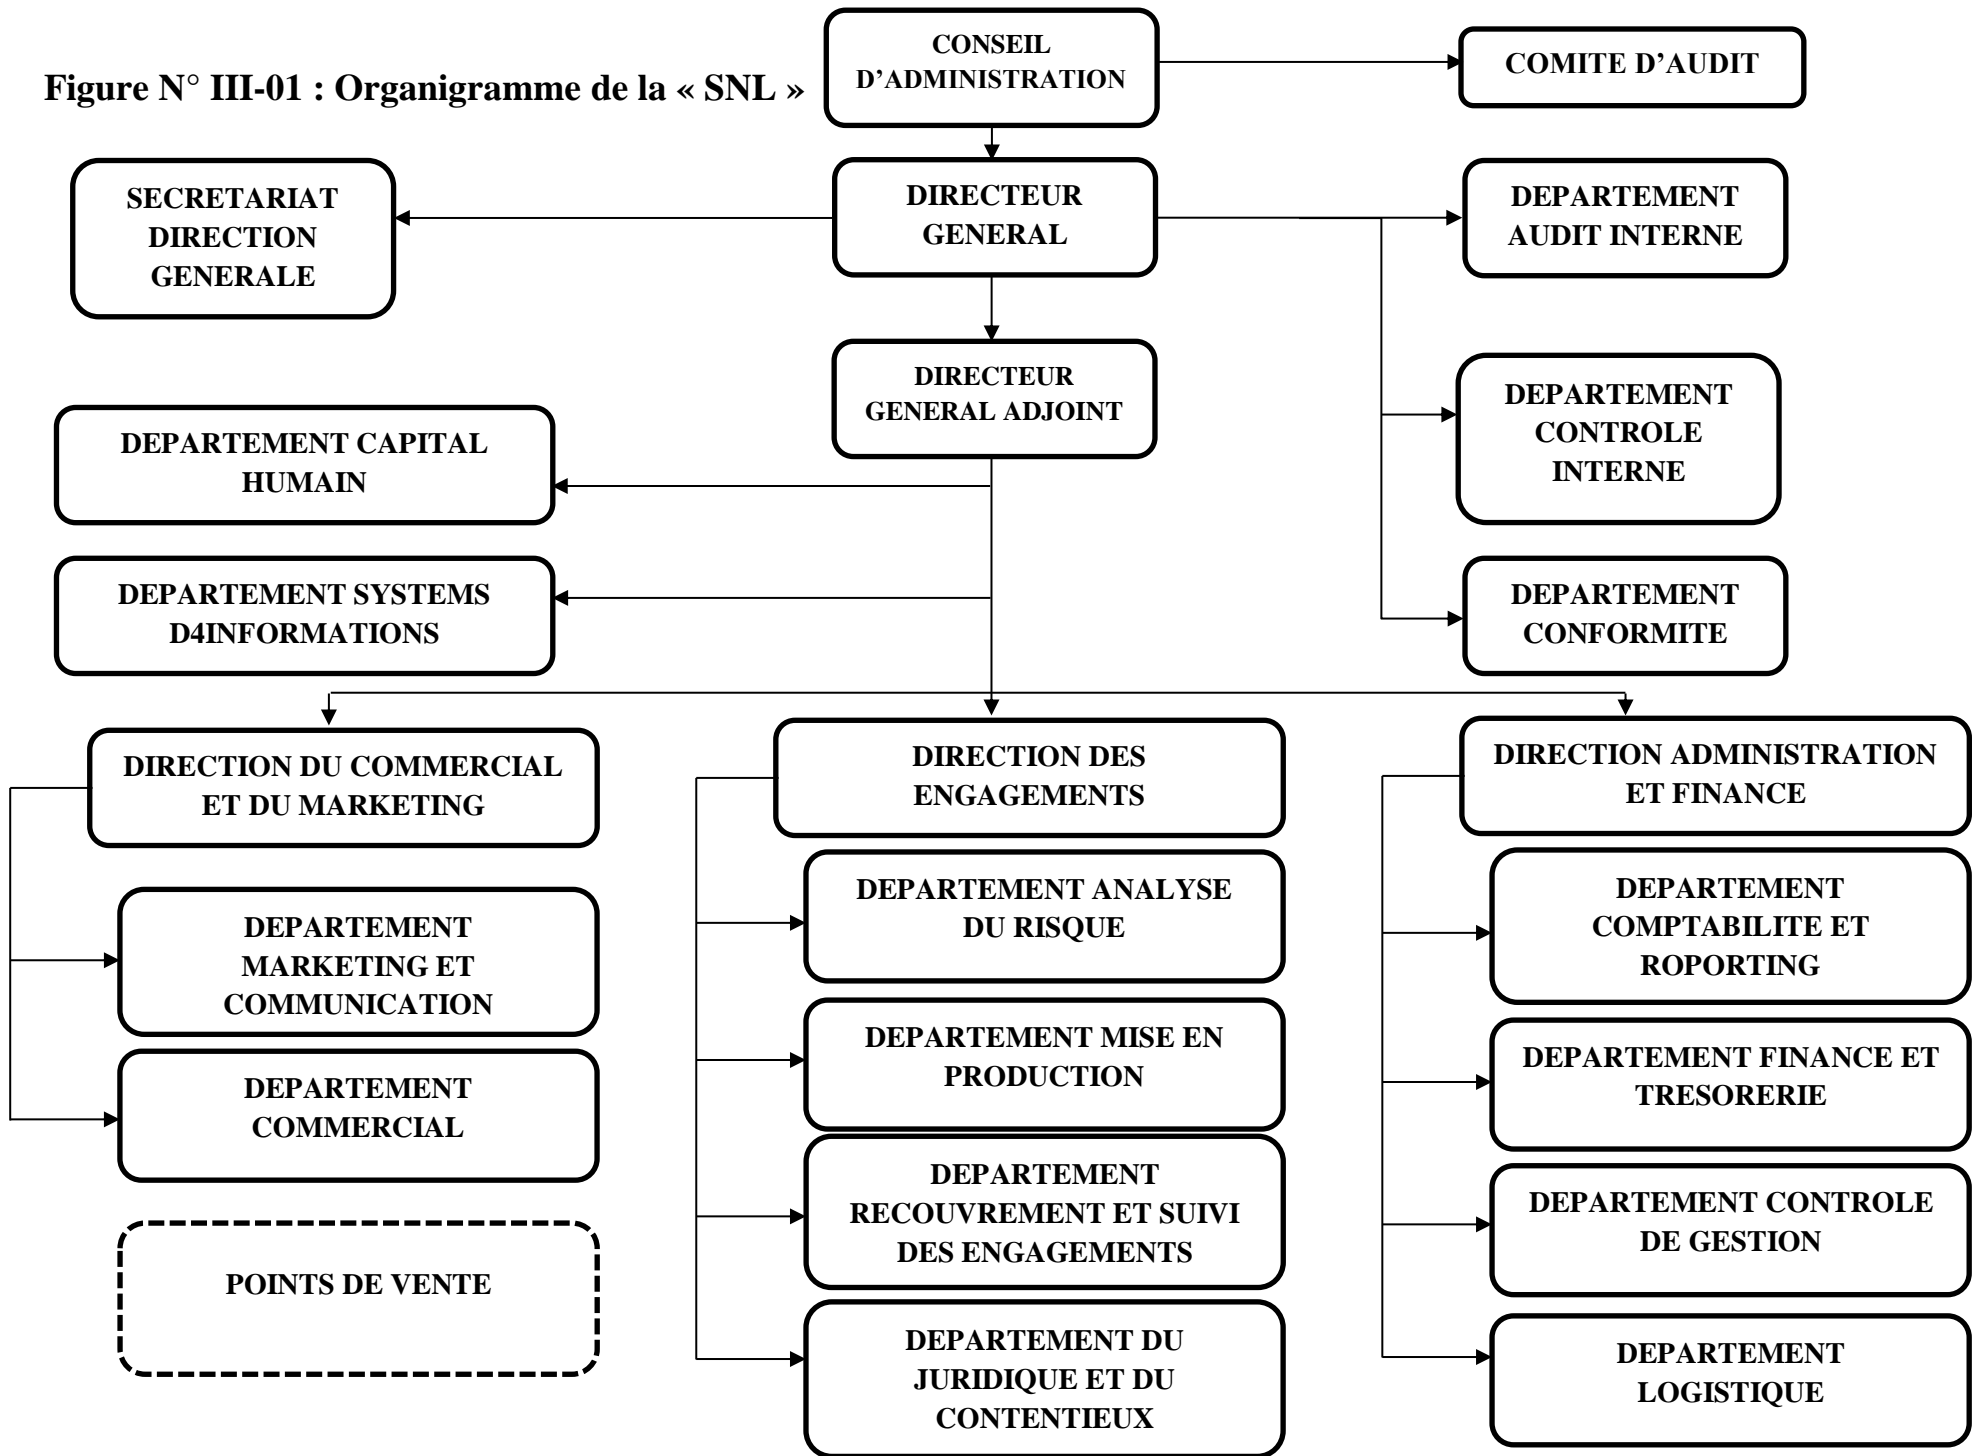 Figure N° III-01 : Organigramme de la « SNL »
CONSEIL
D'ADMINISTRATION
COMITE D'AUDIT
SECRETARIAT
DIRECTION
GENERALE
DIRECTEUR
GENERAL
DEPARTEMENT
AUDIT INTERNE
DIRECTEUR
GENERAL ADJOINT
DEPARTEMENT
CONTROLE
INTERNE
DEPARTEMENT CAPITAL
HUMAIN
DEPARTEMENT SYSTEMS
D4INFORMATIONS
DEPARTEMENT
CONFORMITE
DIRECTION DU COMMERCIAL
ET DU MARKETING
DEPARTEMENT
MARKETING ET
COMMUNICATION
DEPARTEMENT
COMMERCIAL
POINTS DE VENTE
DIRECTION DES
ENGAGEMENTS
DEPARTEMENT ANALYSE
DU RISQUE
DEPARTEMENT MISE EN
PRODUCTION
DEPARTEMENT
RECOUVREMENT ET SUIVI
DES ENGAGEMENTS
DEPARTEMENT DU
JURIDIQUE ET DU
CONTENTIEUX
DIRECTION ADMINISTRATION
ET FINANCE
DEPARTEMENT
COMPTABILITE ET
ROPORTING
DEPARTEMENT FINANCE ET
TRESORERIE
DEPARTEMENT CONTROLE
DE GESTION
DEPARTEMENT
LOGISTIQUE